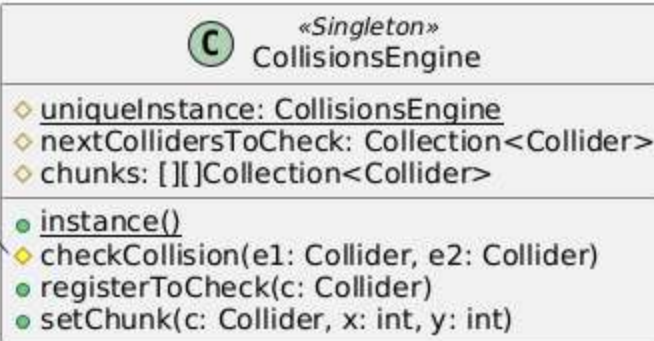 «Singleton»
C CollisionsEngine
uniqueInstance: CollisionsEngine
nextCollidersToCheck: Collection<Collider>
chunks: [][]Collection<Collider>
instance()
checkCollision(e1: Collider, e2: Collider)
registerToCheck(c: Collider)
setChunk(c: Collider, x: int, y: int)